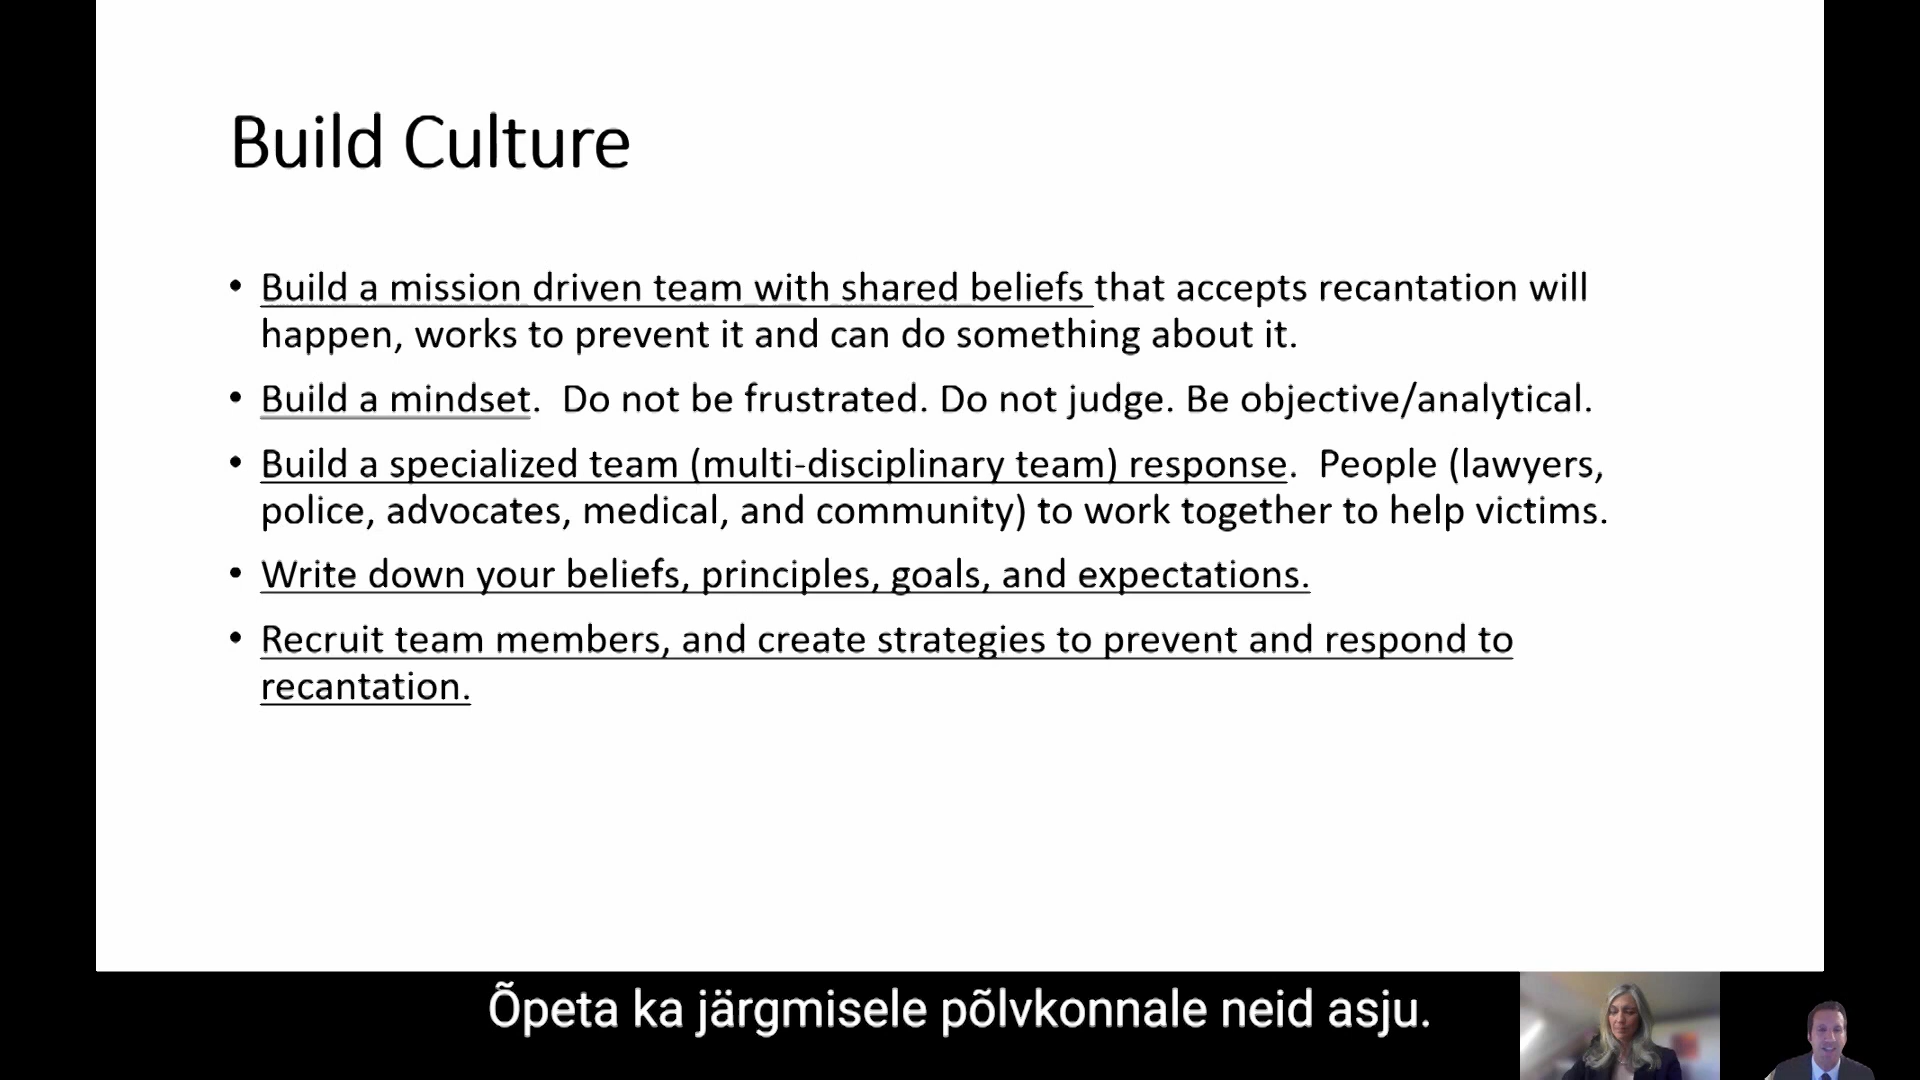 Build Culture
• Build a mission driven team with shared beliefs that accepts recantation will
happen, works to prevent it and can do something about it.
• Build a mindset.  Do not be frustrated. Do not judge. Be objective/analytical.
• Build a specialized team (multi-disciplinary team) response.  People (lawyers,
police, advocates, medical, and community) to work together to help victims.
• Write down your beliefs, principles, goals, and expectations.
• Recruit team members, and create strategies to prevent and respond to
recantation.
Õpeta ka järgmisele põlvkonnale neid asju.